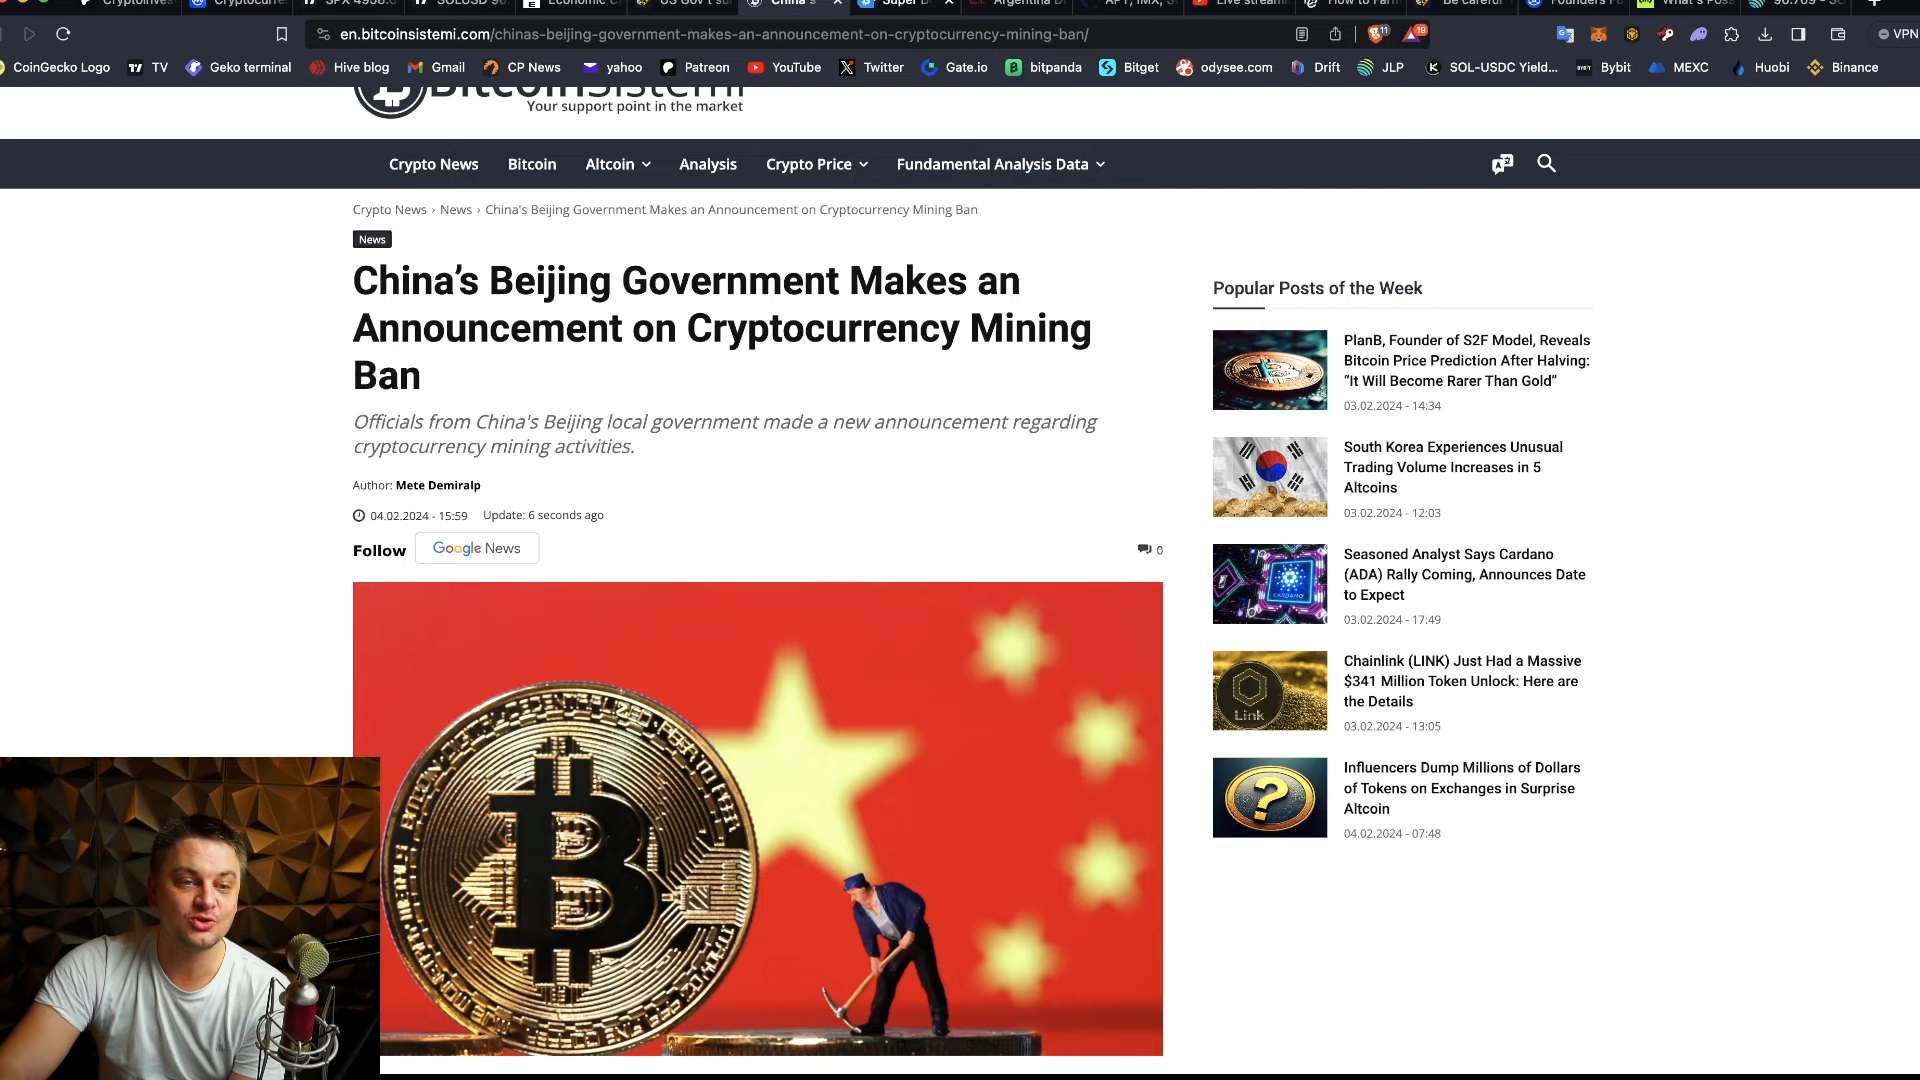 en.bitcoinsistemi.com/chinas-beijing-government-makes-an-announcement-on-cryptocurrency-mining-ban/
11
19
VPN
CoinGecko Logo
TV
Geko terminal
Hive blog
Gmail
CP News
yahoo
Patreon
YouTube
Twitter
Gate.io
bitpanda
Bitget
odysee.com
Drift
JLP
SOL-USDC Yield...
Bybit
MEXC
Huobi
Binance
BitcoinSistemi
Your support point in the market
Crypto News
Bitcoin
Altcoin
Analysis
Crypto Price
Fundamental Analysis Data
Crypto News › News › China's Beijing Government Makes an Announcement on Cryptocurrency Mining Ban
News
China’s Beijing Government Makes an
Announcement on Cryptocurrency Mining
Ban
Officials from China's Beijing local government made a new announcement regarding
cryptocurrency mining activities.
Author: Mete Demiralp
04.02.2024 - 15:59 Update: 6 seconds ago
Follow Google News
0
Popular Posts of the Week
PlanB, Founder of S2F Model, Reveals
Bitcoin Price Prediction After Halving:
“It Will Become Rarer Than Gold”
03.02.2024 - 14:34
South Korea Experiences Unusual
Trading Volume Increases in 5
Altcoins
03.02.2024 - 12:03
Seasoned Analyst Says Cardano
(ADA) Rally Coming, Announces Date
to Expect
03.02.2024 - 17:49
Chainlink (LINK) Just Had a Massive
$341 Million Token Unlock: Here are
the Details
03.02.2024 - 13:05
Influencers Dump Millions of Dollars
of Tokens on Exchanges in Surprise
Altcoin
04.02.2024 - 07:48
CARDANO
Link